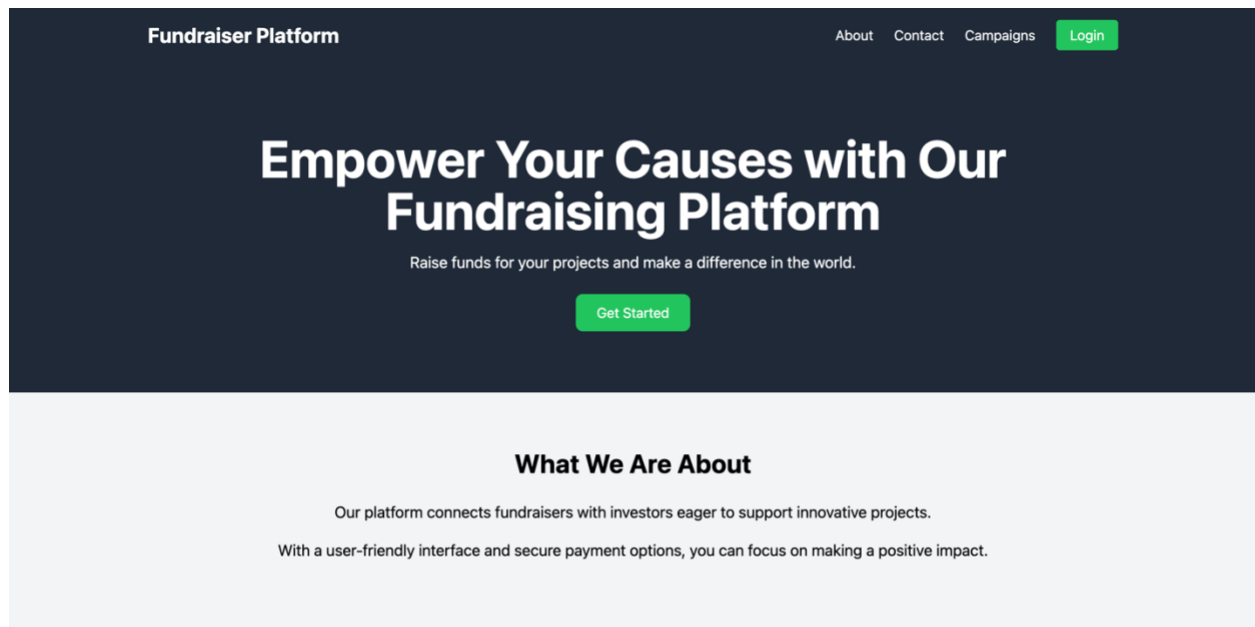 Fundraiser Platform
About Contact Campaigns Login
Empower Your Causes with Our
Fundraising Platform
Raise funds for your projects and make a difference in the world.
Get Started
What We Are About
Our platform connects fundraisers with investors eager to support innovative projects.
With a user-friendly interface and secure payment options, you can focus on making a positive impact.